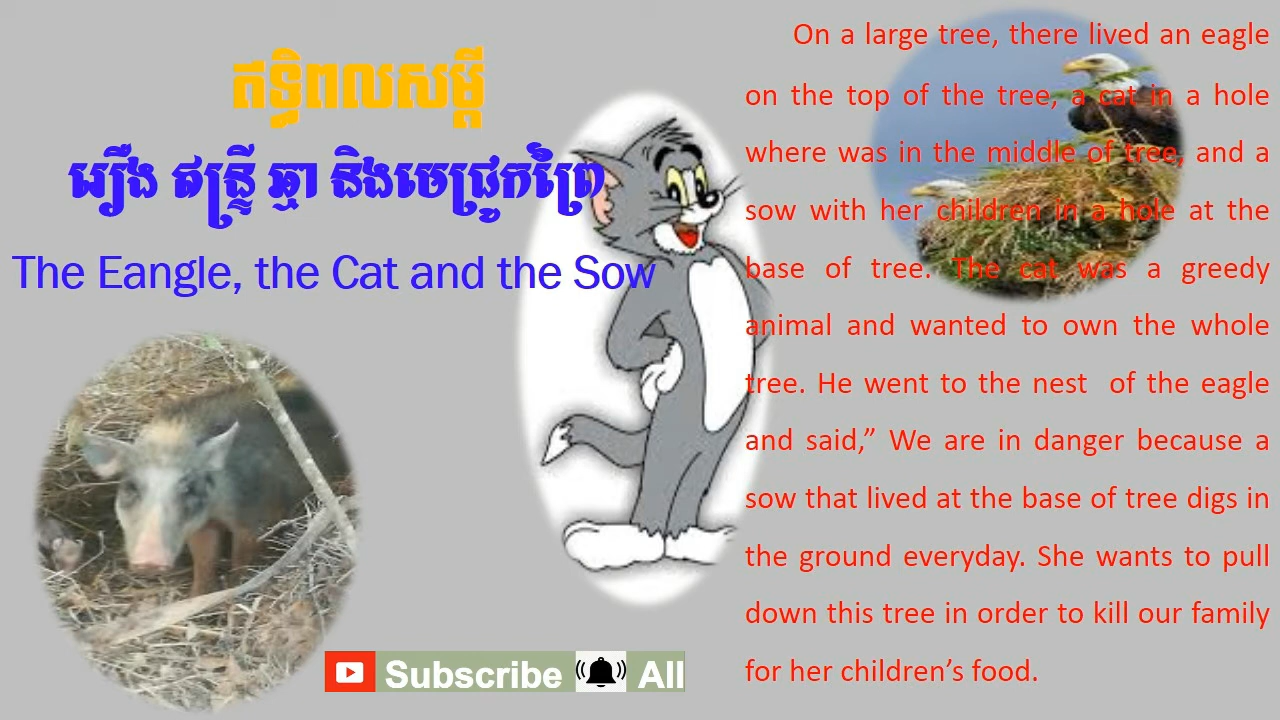 ឥទ្ធិពលសម្ដី
រឿង ឥន្ទ្រី ឆ្មា និងមេជ្រូកព្រៃ
The Eangle, the Cat and the Sow
On a large tree, there lived an eagle
on the top of the tree, a cat in a hole
where was in the middle of tree, and a
sow with her children in a hole at the
base of tree. The cat was a greedy
animal and wanted to own the whole
tree. He went to the nest of the eagle
and said,” We are in danger because a
sow that lived at the base of tree digs in
the ground everyday. She wants to pull
down this tree in order to kill our family
for her children’s food.
Subscribe All